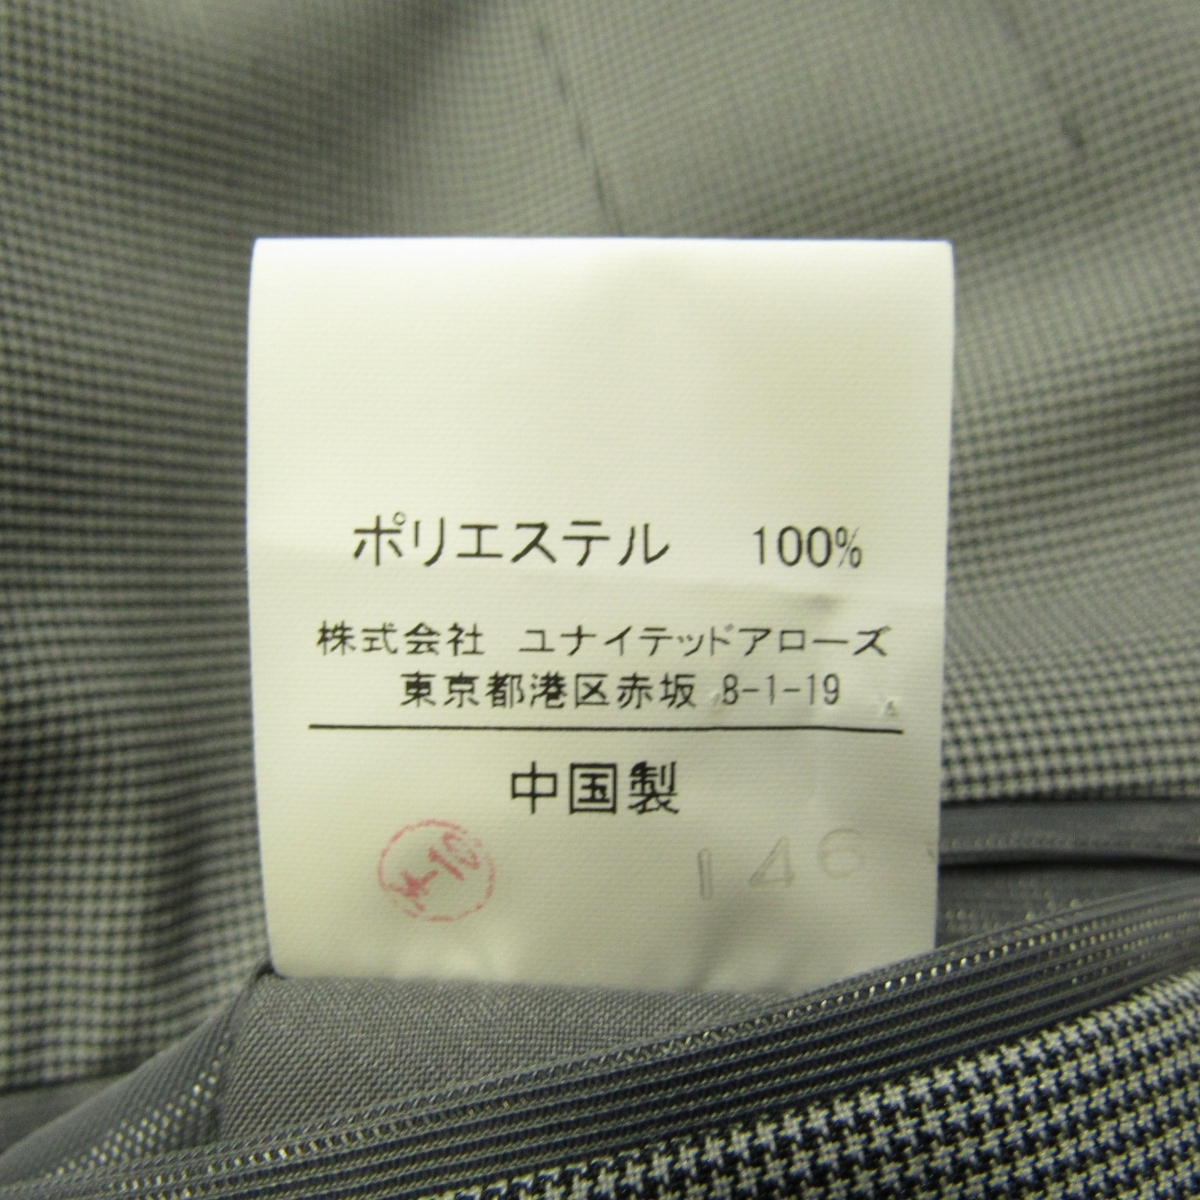 ポリエステル 100%
株式会社 ユナイテッドアローズ
東京都港区赤坂 8-1-19
中国製
146